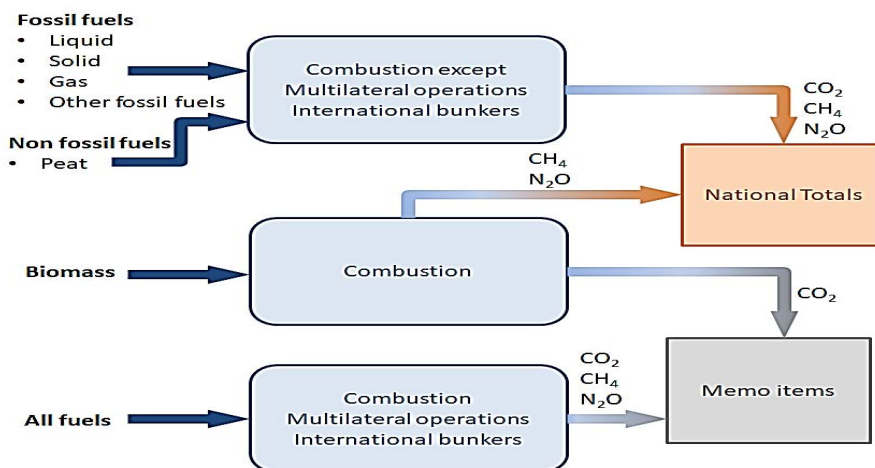 Fossil fuels
• Liquid
• Solid
• Gas
• Other fossil fuels
Non fossil fuels
• Peat
Combustion except
Multilateral operations
International bunkers
CO₂
CH₄
N₂O
National Totals
CH₄
N₂O
Biomass
Combustion
CO₂
Memo items
All fuels
Combustion
Multilateral operations
International bunkers
CO₂
CH₄
N₂O